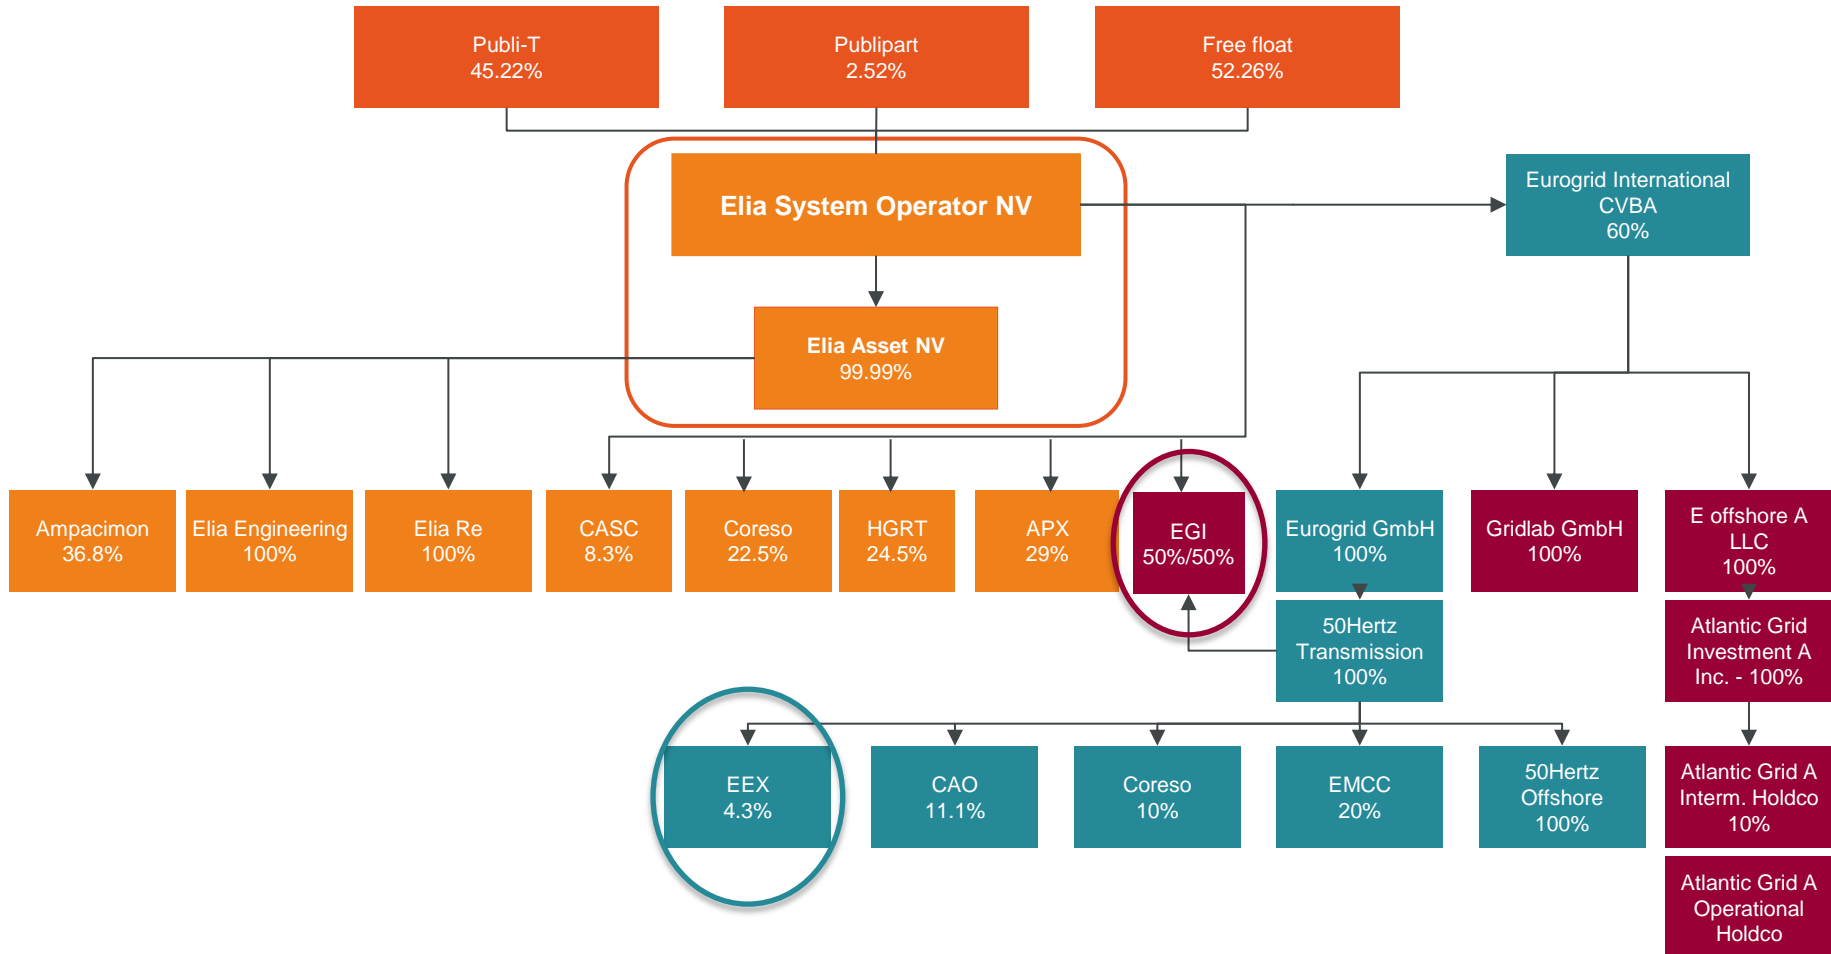 Publi-T
45.22%
Publipart
2.52%
Free float
52.26%
Elia System Operator NV
Eurogrid International
CVBA
60%
Elia Asset NV
99.99%
Ampacimon
36.8%
Elia Engineering
100%
Elia Re
100%
CASC
8.3%
Coreso
22.5%
HGRT
24.5%
APX
29%
EGI
50%/50%
Eurogrid GmbH
100%
Gridlab GmbH
100%
E offshore A
LLC
100%
50Hertz
Transmission
100%
Atlantic Grid
Investment A
Inc. - 100%
EEX
4.3%
CAO
11.1%
Coreso
10%
EMCC
20%
50Hertz
Offshore
100%
Atlantic Grid A
Interm. Holdco
10%
Atlantic Grid A
Operational
Holdco